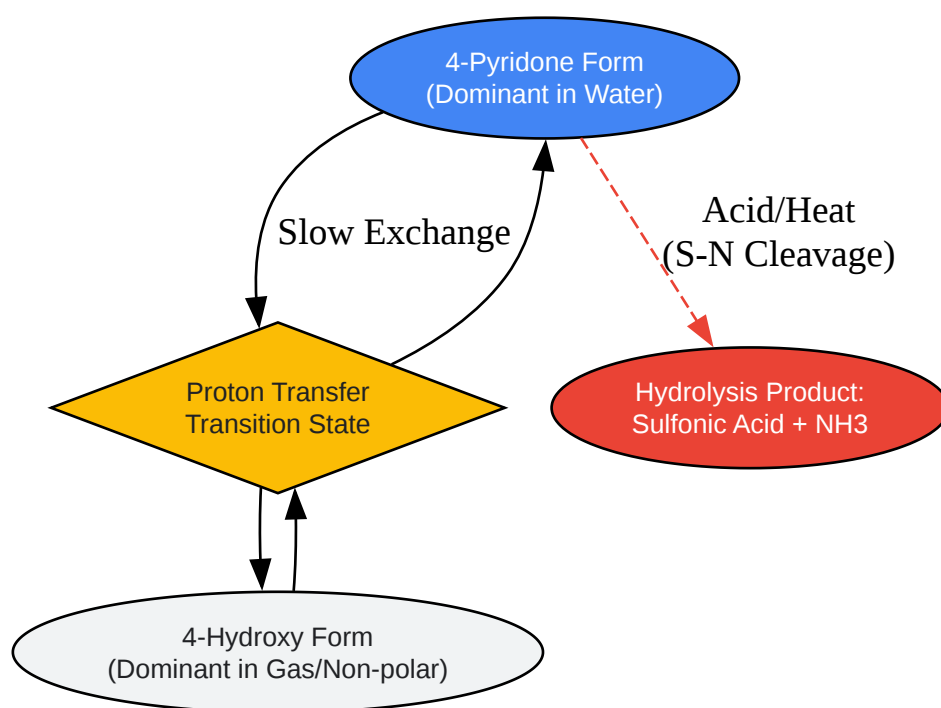 4-Pyridone Form
(Dominant in Water)
Slow Exchange
Acid/Heat
(S-N Cleavage)
Proton Transfer
Transition State
Hydrolysis Product:
Sulfonic Acid + NH3
4-Hydroxy Form
(Dominant in Gas/Non-polar)